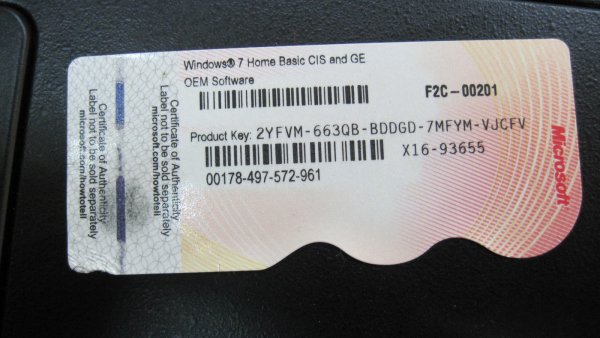 Windows® 7 Home Basic CIS and GE
OEM Software
F2C-00201
Product Key: 2YFVM-663QB-BDDGD-7MFYM-VJCFV
X16-93655
00178-497-572-961
Microsoft
Certificate of Authenticity
Label not to be sold separately
microsoft.com/howtotell
Certificate of Authenticity
Label not to be sold separately
microsoft.com/howtotell